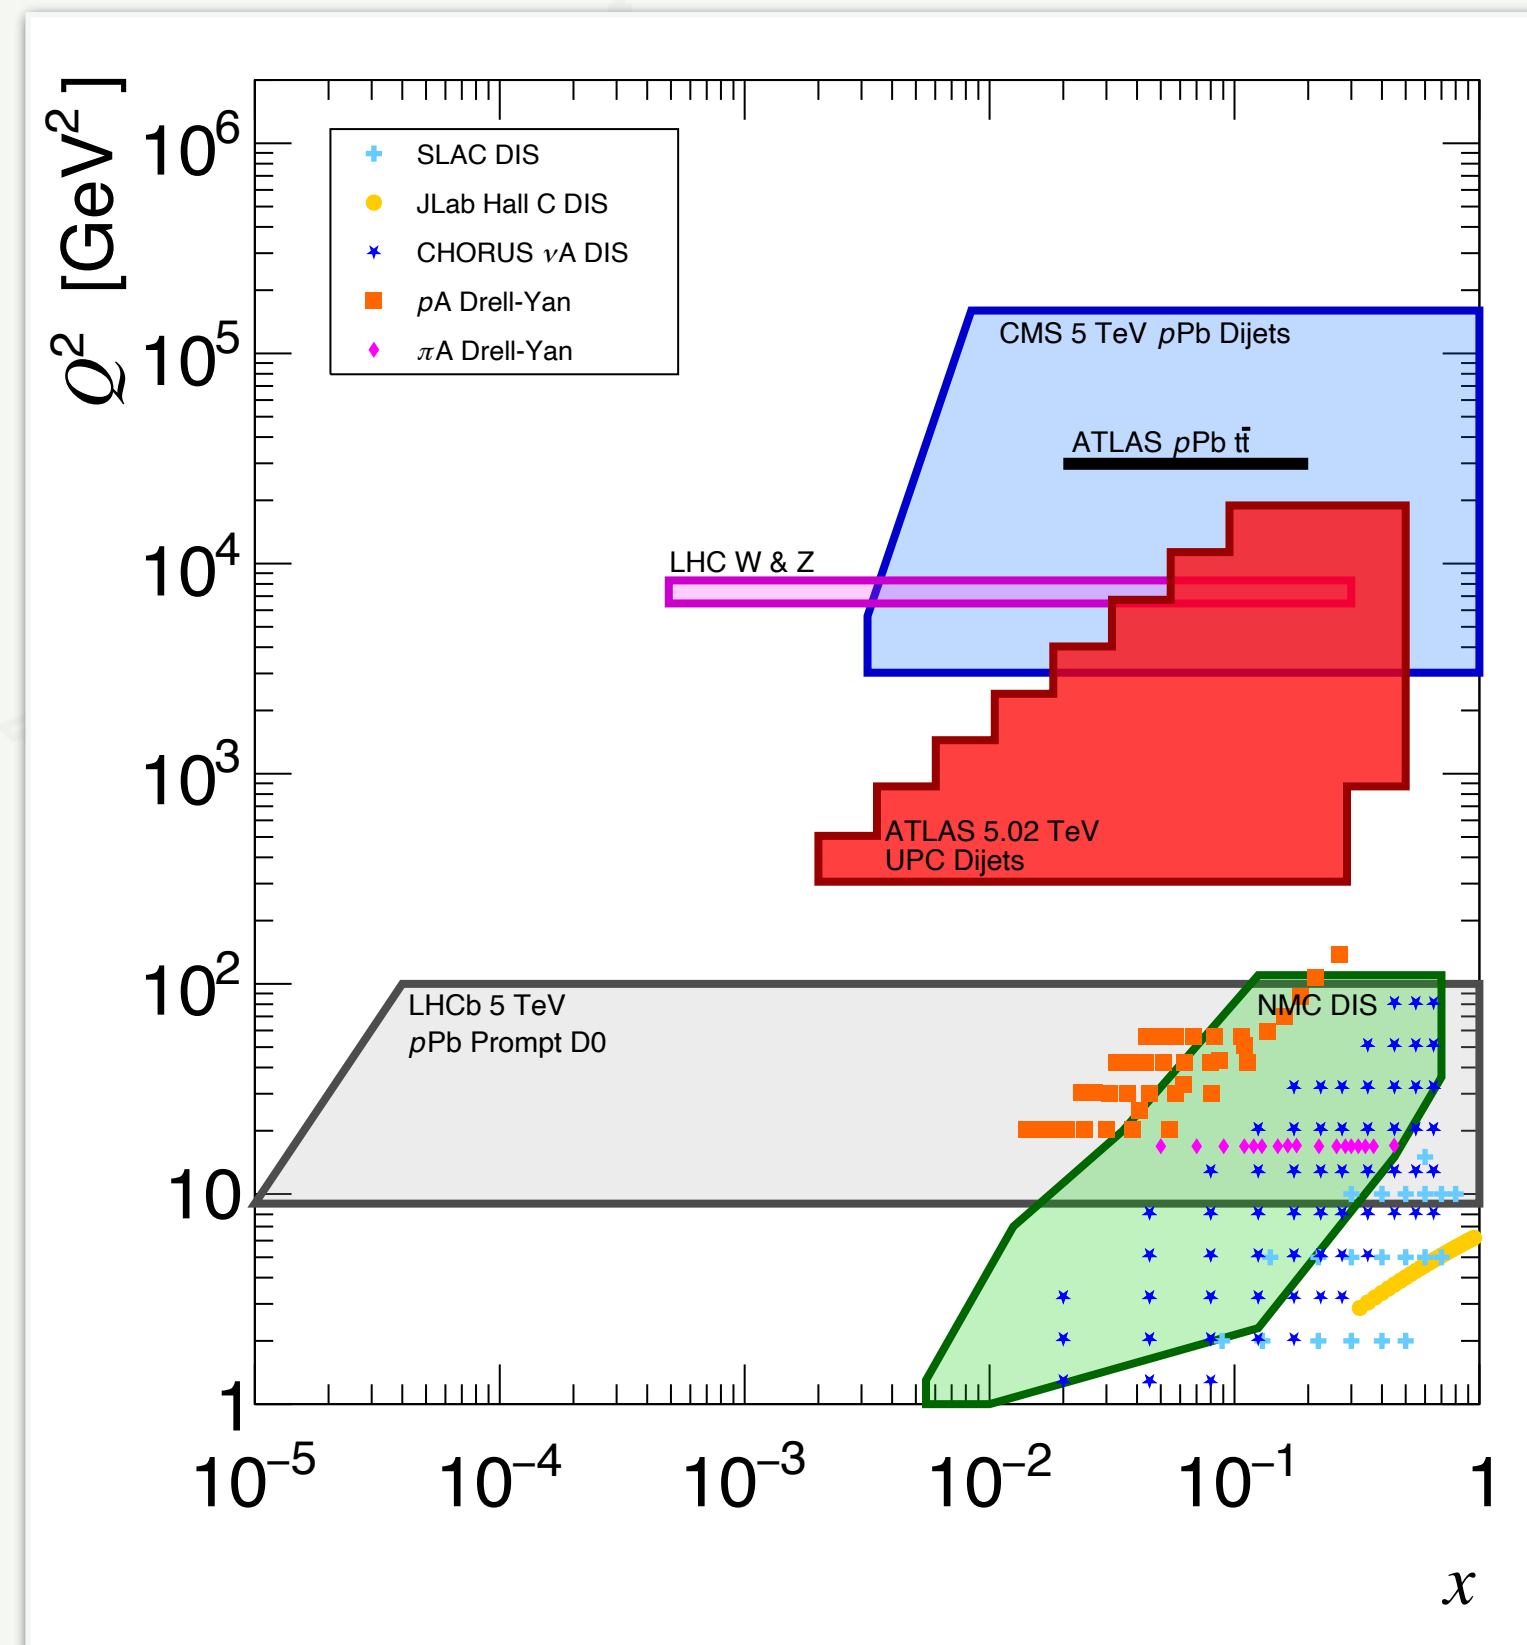 Q² [GeV²]
10⁶
10⁵
10⁴
10³
10²
10
1
SLAC DIS
JLab Hall C DIS
CHORUS νA DIS
pA Drell-Yan
πA Drell-Yan
CMS 5 TeV pPb Dijets
ATLAS pPb tt̄
LHC W & Z
ATLAS 5.02 TeV
UPC Dijets
LHCb 5 TeV
pPb Prompt D0
NMC DIS
10⁻⁵ 10⁻⁴ 10⁻³ 10⁻² 10⁻¹ 1
x